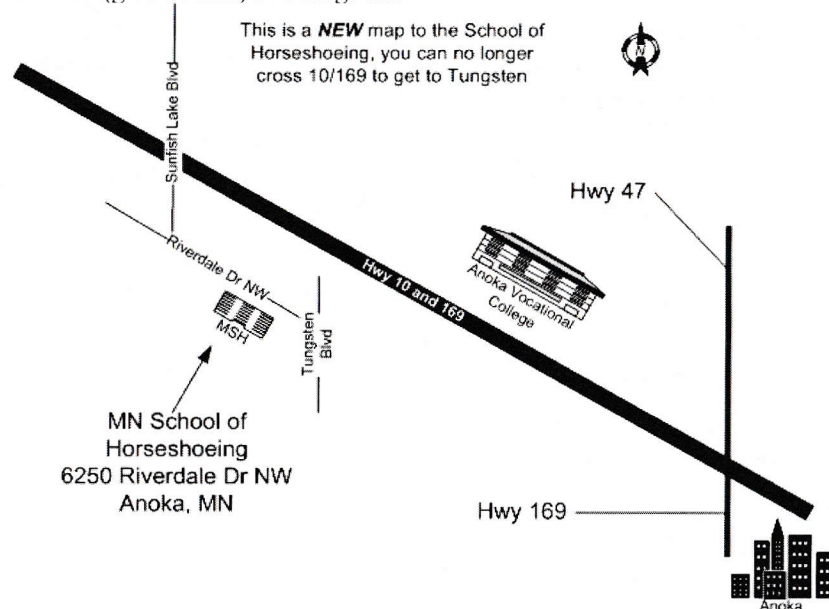 This is a NEW map to the School of
Horseshoeing, you can no longer
cross 10/169 to get to Tungsten
N
Sunfish Lake Blvd
Hwy 47
Riverdale Dr NW
Hwy 10 and 169
Anoka Vocational
College
MSH
Tungsten
Blvd
MN School of
Horseshoeing
6250 Riverdale Dr NW
Anoka, MN
Hwy 169
Anoka